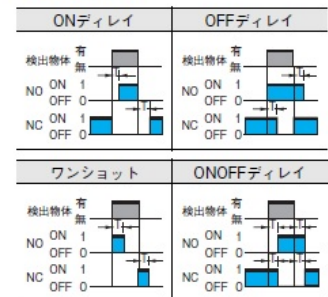 ONディレイ OFFディレイ
検出物体 有 無 検出物体 有 無
T T
NO ON 1 OFF 0 NO ON 1 OFF 0
T T
NC ON 1 OFF 0 NC ON 1 OFF 0
ワンショット ONOFFディレイ
検出物体 有 無 検出物体 有 無
T T T
NO ON 1 OFF 0 NO ON 1 OFF 0
T T T
NC ON 1 OFF 0 NC ON 1 OFF 0